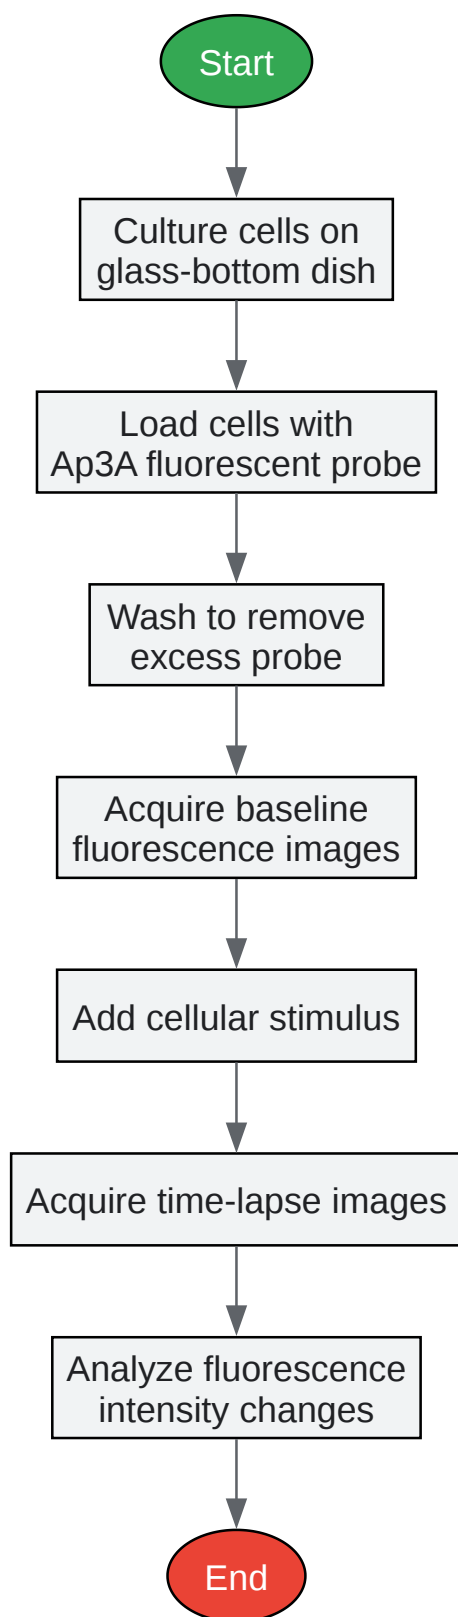 Start
Culture cells on
glass-bottom dish
Load cells with
Ap3A fluorescent probe
Wash to remove
excess probe
Acquire baseline
fluorescence images
Add cellular stimulus
Acquire time-lapse images
Analyze fluorescence
intensity changes
End